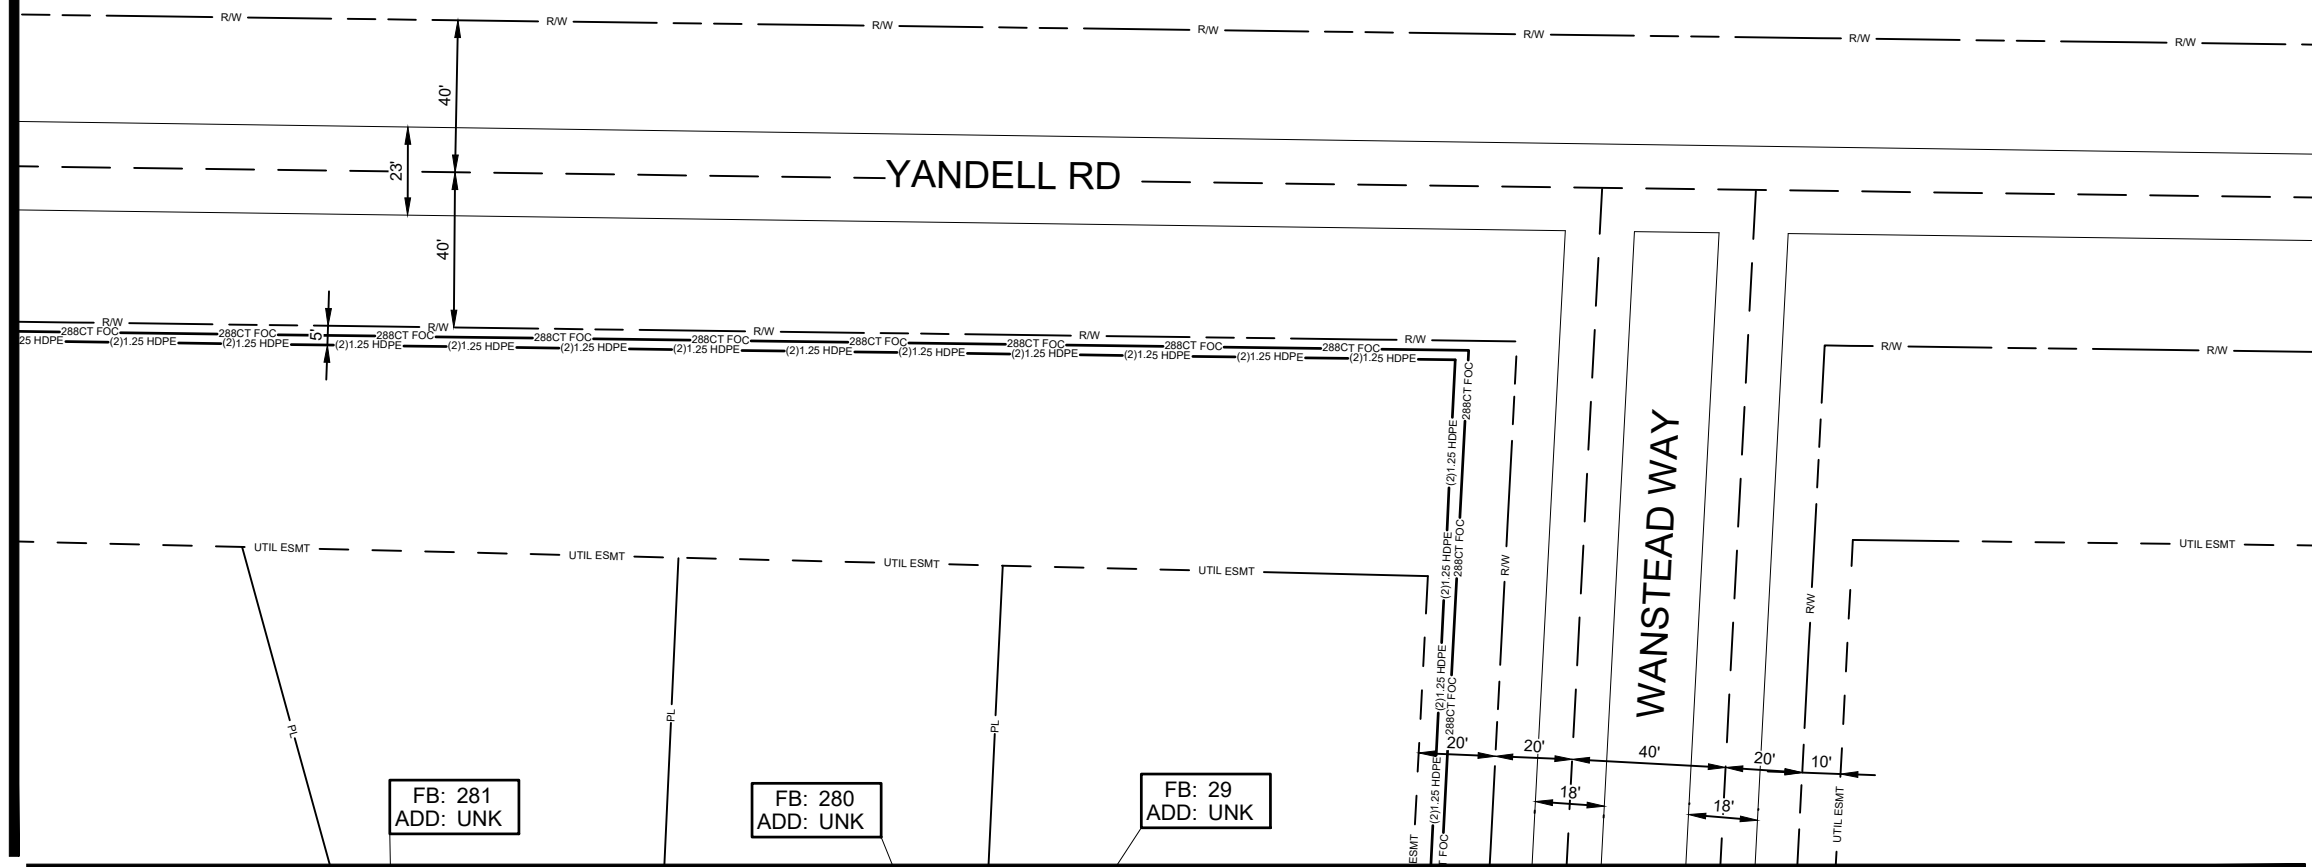 R/W R/W R/W R/W R/W R/W R/W
40'
23'
YANDELL RD
40'
R/W R/W R/W R/W R/W R/W R/W
288CT FOC 288CT FOC 288CT FOC 288CT FOC 288CT FOC 288CT FOC 288CT FOC 288CT FOC 288CT FOC
5'
25 HDPE (2)1.25 HDPE (2)1.25 HDPE (2)1.25 HDPE (2)1.25 HDPE (2)1.25 HDPE (2)1.25 HDPE (2)1.25 HDPE (2)1.25 HDPE (2)1.25 HDPE (2)1.25 HDPE (2)1.25 HDPE (2)1.25 HDPE
288CT FOC
(2)1.25 HDPE
288CT FOC
(2)1.25 HDPE
R/W
WANSTEAD WAY
R/W
UTIL ESMT UTIL ESMT UTIL ESMT UTIL ESMT UTIL ESMT
PL PL PL
(2)1.25 HDPE
288CT FOC
20' 20' 40' 20' 10'
18' 18'
(2)1.25 HDPE
ESMT
T FOC
UTIL ESMT
FB: 281
ADD: UNK
FB: 280
ADD: UNK
FB: 29
ADD: UNK